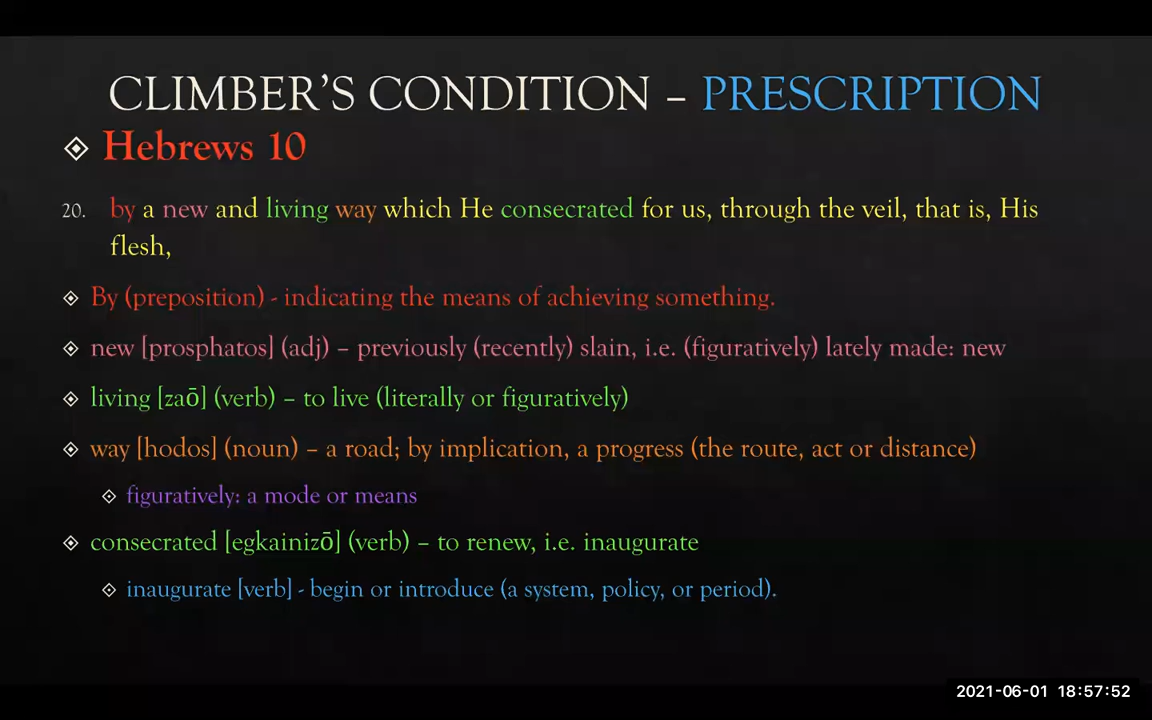 CLIMBER’S CONDITION – PRESCRIPTION
Hebrews 10
20. by a new and living way which He consecrated for us, through the veil, that is, His
flesh,
By (preposition) - indicating the means of achieving something.
new [prosphatos] (adj) – previously (recently) slain, i.e. (figuratively) lately made: new
living [zaō] (verb) – to live (literally or figuratively)
way [hodos] (noun) – a road; by implication, a progress (the route, act or distance)
figuratively: a mode or means
consecrated [egkainizō] (verb) – to renew, i.e. inaugurate
inaugurate [verb] - begin or introduce (a system, policy, or period).
2021-06-01 18:57:52